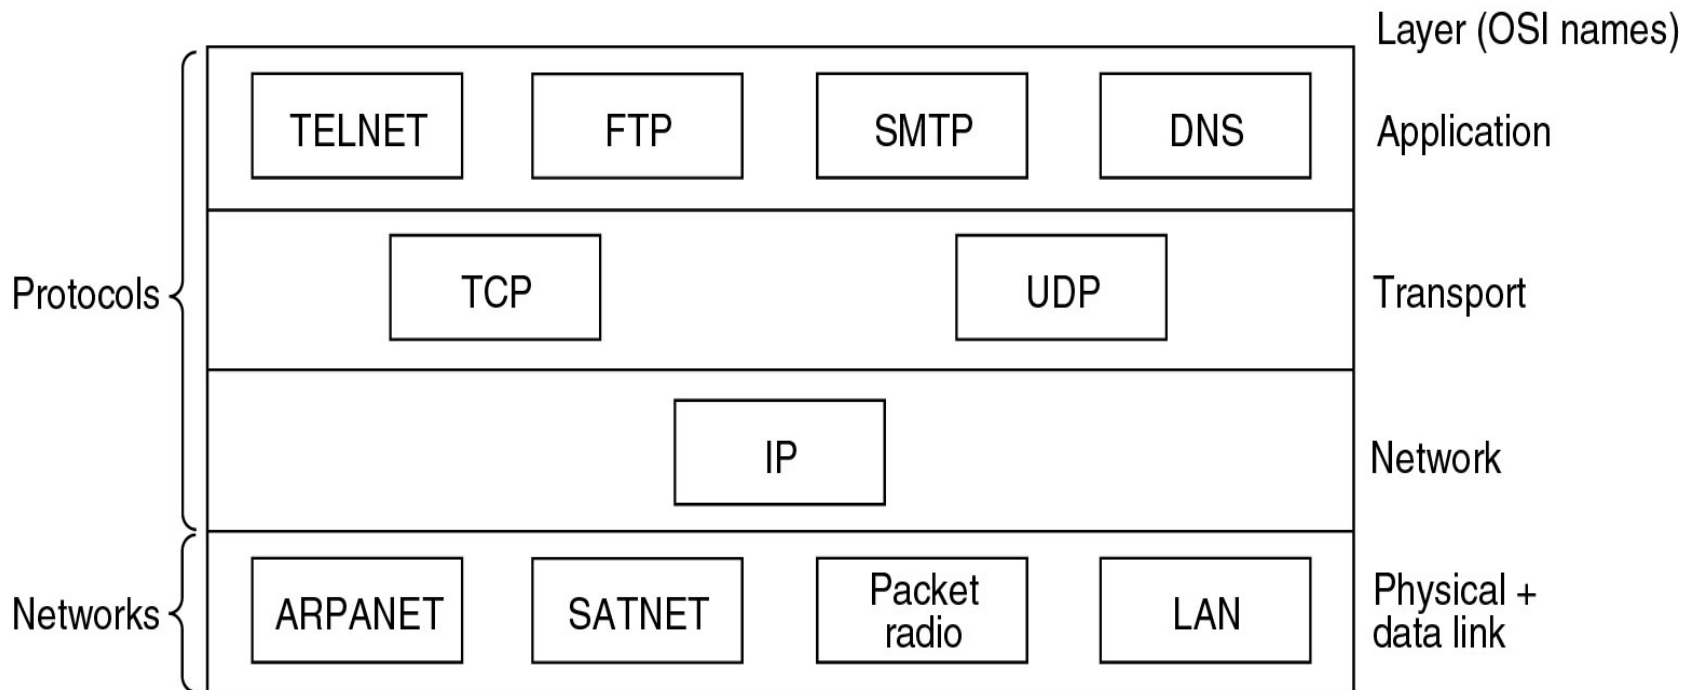 Layer (OSI names)
TELNET FTP SMTP DNS Application
Protocols TCP UDP Transport
IP Network
Networks ARPANET SATNET Packet radio LAN Physical +
data link